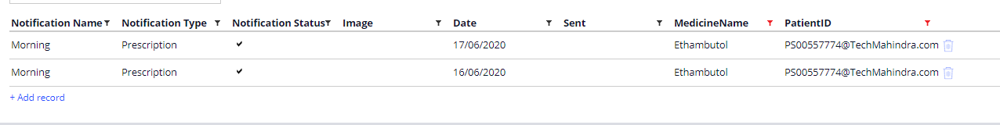 Notification Name Notification Type Notification Status Image Date Sent MedicineName PatientID
Morning Prescription 17/06/2020 Ethambutol PS00557774@TechMahindra.com
Morning Prescription 16/06/2020 Ethambutol PS00557774@TechMahindra.com
+ Add record